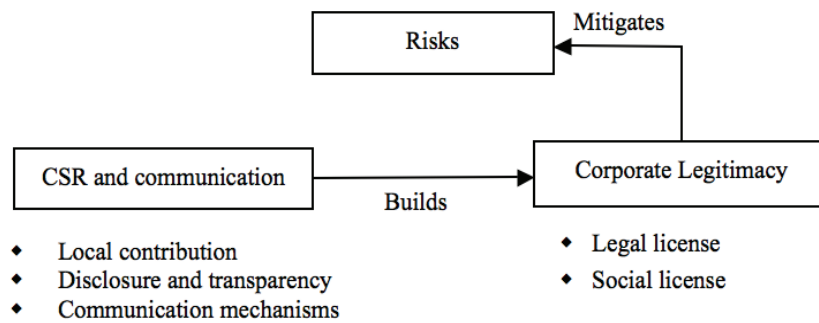 Mitigates
Risks
CSR and communication
Corporate Legitimacy
Builds
◆ Local contribution
◆ Disclosure and transparency
◆ Communication mechanisms
◆ Legal license
◆ Social license